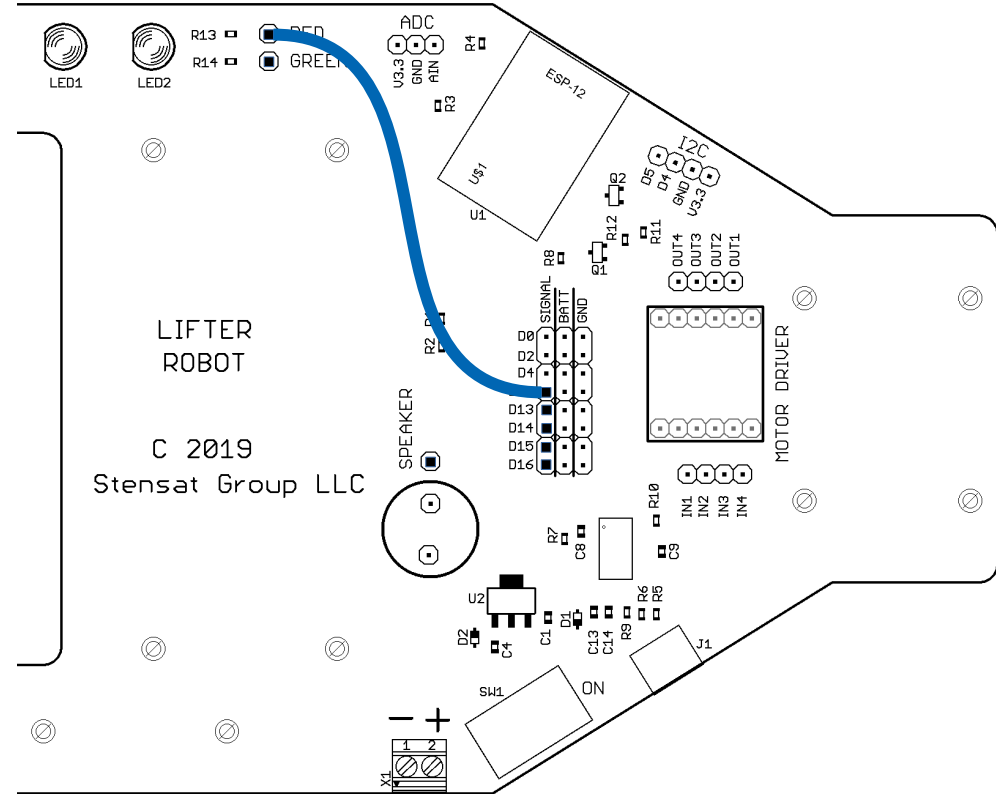 ADC
R13
RED
R14
GREEN
LED1
LED2
V3.3
GND
AIN
R4
R3
ESP-12
U$1
U1
I2C
D5
D4
GND
V3.3
Q2
R12
R11
R8
Q1
OUT4
OUT3
OUT2
OUT1
SIGNAL
BATT
GND
LIFTER
ROBOT
R2
D0
D2
D4
D13
D14
D15
D16
MOTOR DRIVER
SPEAKER
C 2019
Stensat Group LLC
IN1
IN2
IN3
IN4
R10
R7
C8
C9
U2
D2
C4
C1
D1
C13
C14
R9
R6
R5
J1
SW1
ON
- +
1 2
X1